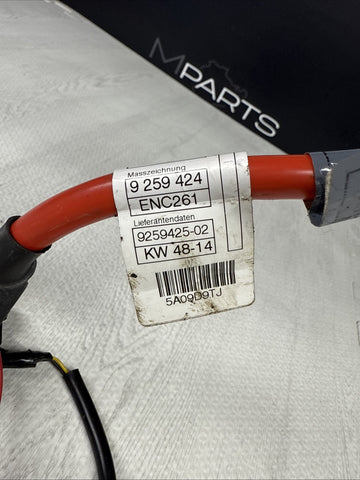 MPARTS
Masszeichnung
9 259 424
ENC261
Lieferantendaten
9259425-02
KW 48-14
5A09D9TJ